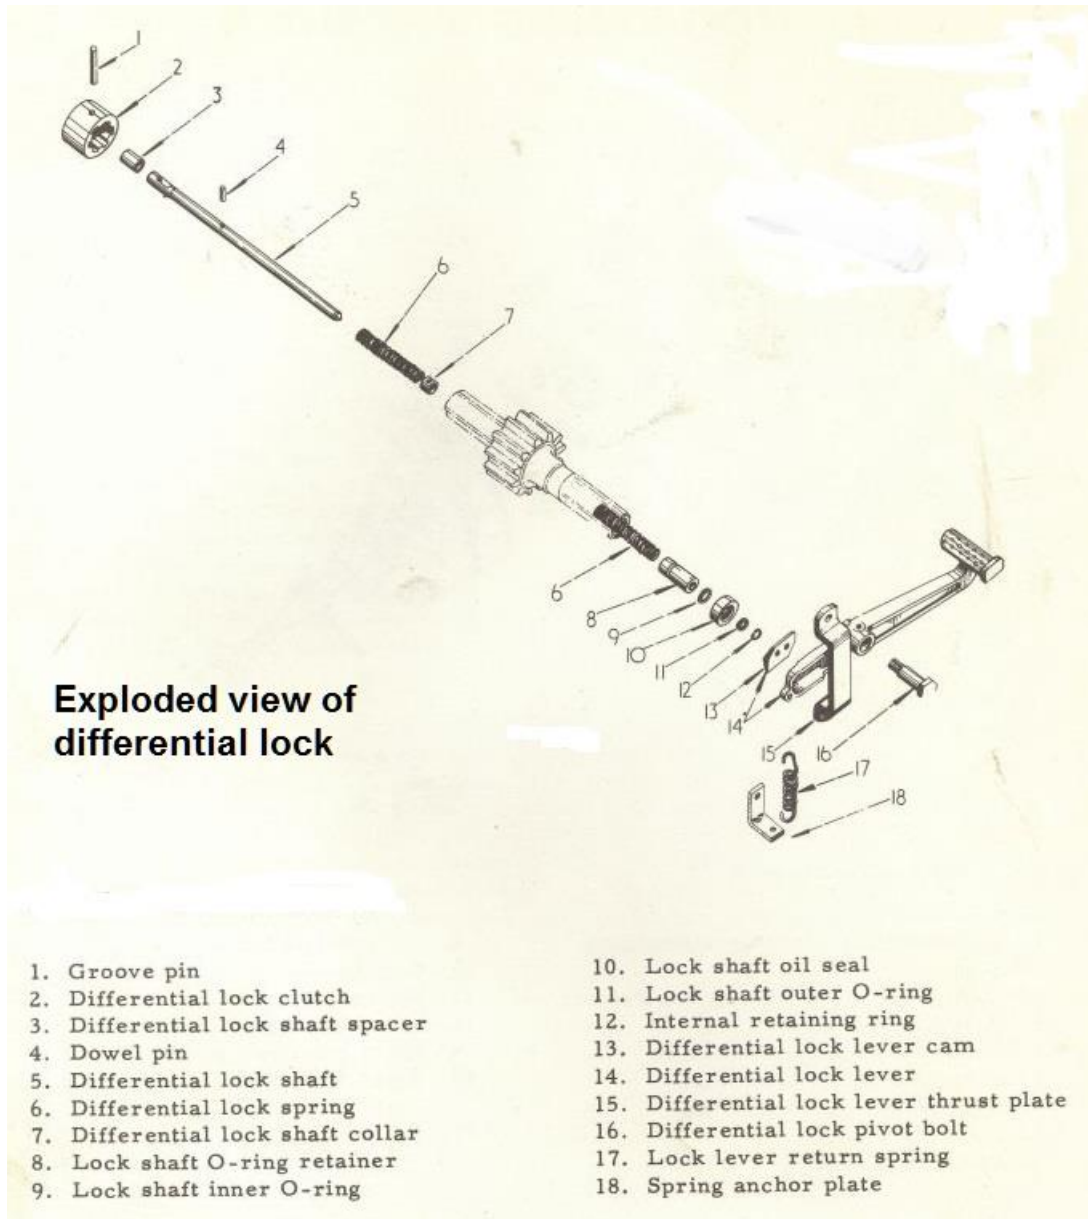 1
2
3
4
5
6
7
6
8
9
10
11
12
13
14
15
16
17
18
Exploded view of
differential lock
1. Groove pin
2. Differential lock clutch
3. Differential lock shaft spacer
4. Dowel pin
5. Differential lock shaft
6. Differential lock spring
7. Differential lock shaft collar
8. Lock shaft O-ring retainer
9. Lock shaft inner O-ring
10. Lock shaft oil seal
11. Lock shaft outer O-ring
12. Internal retaining ring
13. Differential lock lever cam
14. Differential lock lever
15. Differential lock lever thrust plate
16. Differential lock pivot bolt
17. Lock lever return spring
18. Spring anchor plate